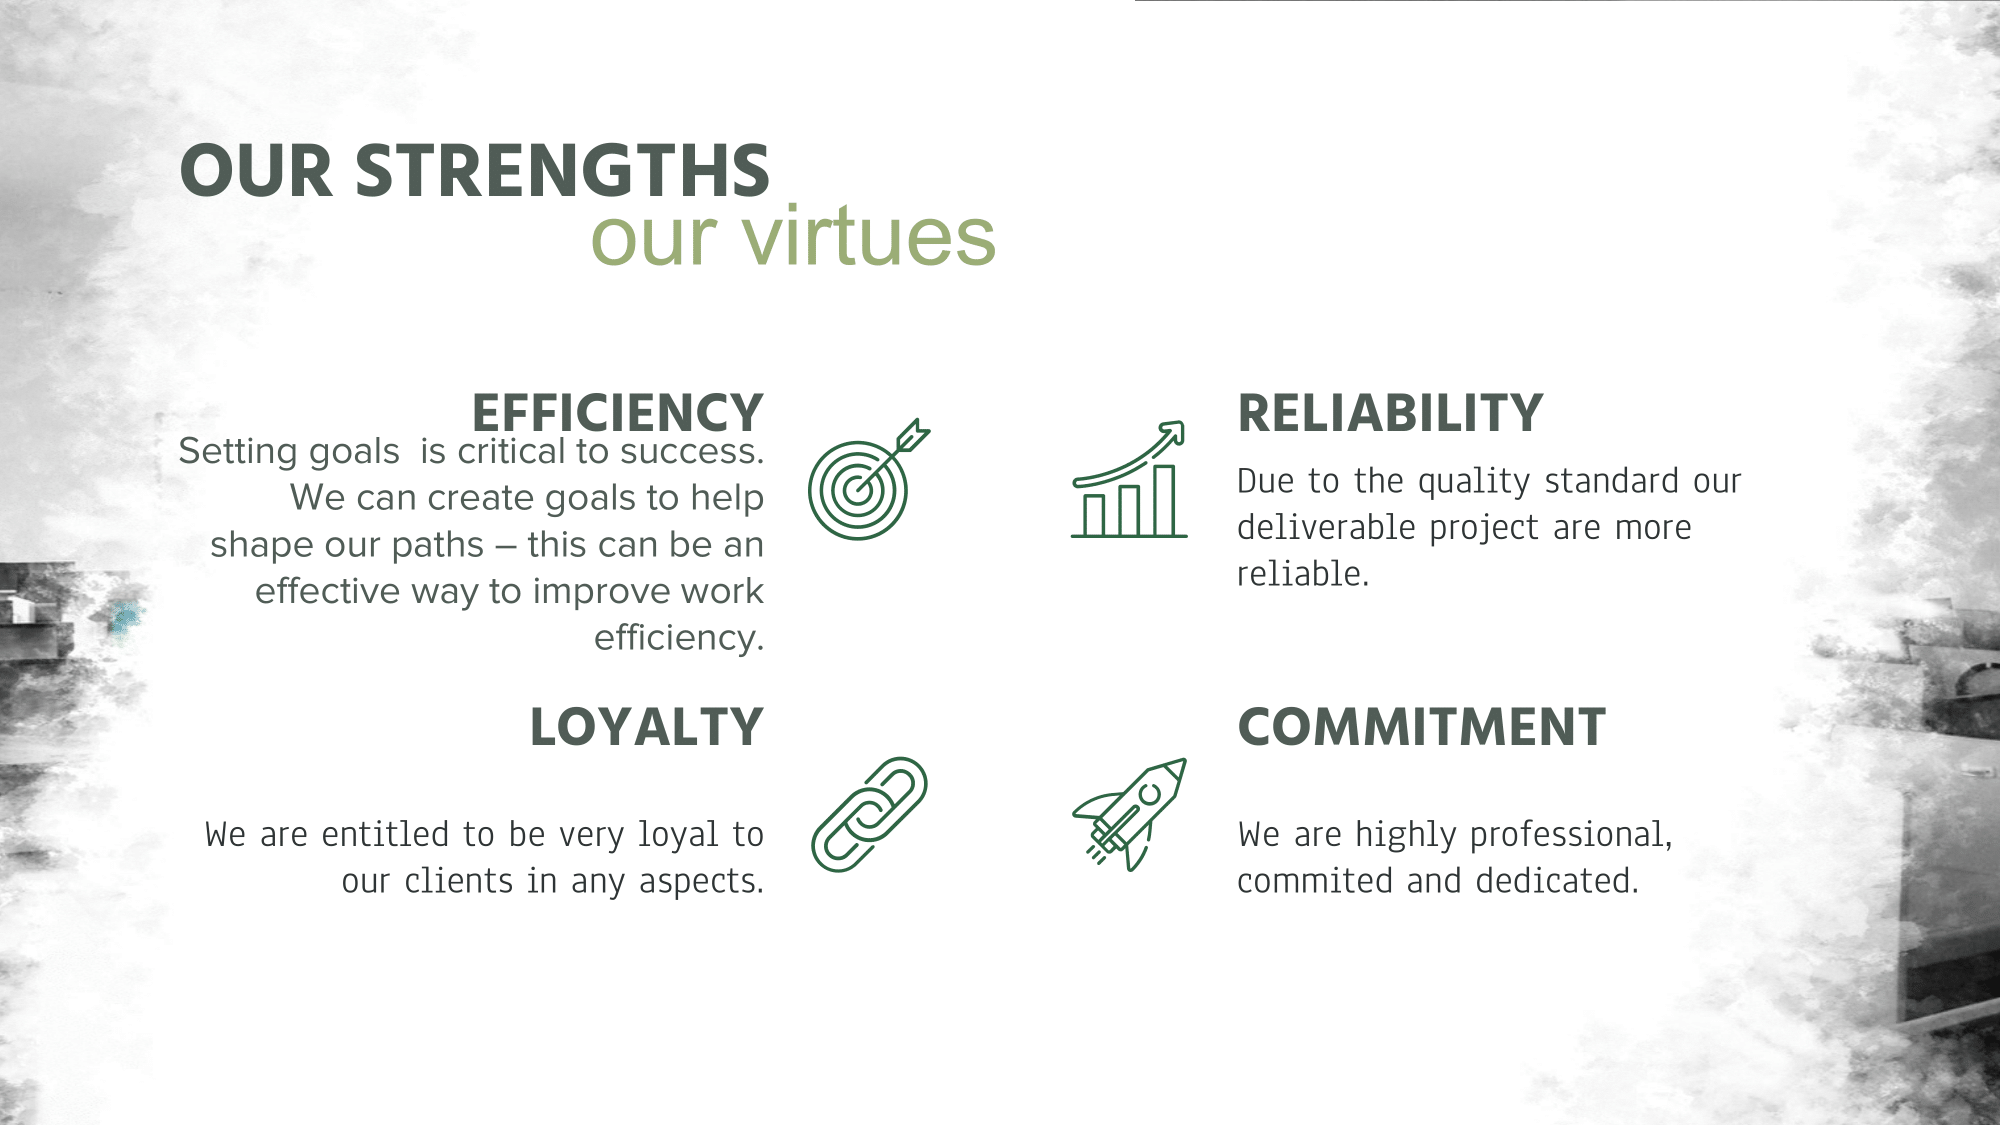 OUR STRENGTHS
our virtues
EFFICIENCY
Setting goals  is critical to success.
We can create goals to help
shape our paths – this can be an
effective way to improve work
efficiency.
RELIABILITY
Due to the quality standard our
deliverable project are more
reliable.
LOYALTY
We are entitled to be very loyal to
our clients in any aspects.
COMMITMENT
We are highly professional,
commited and dedicated.